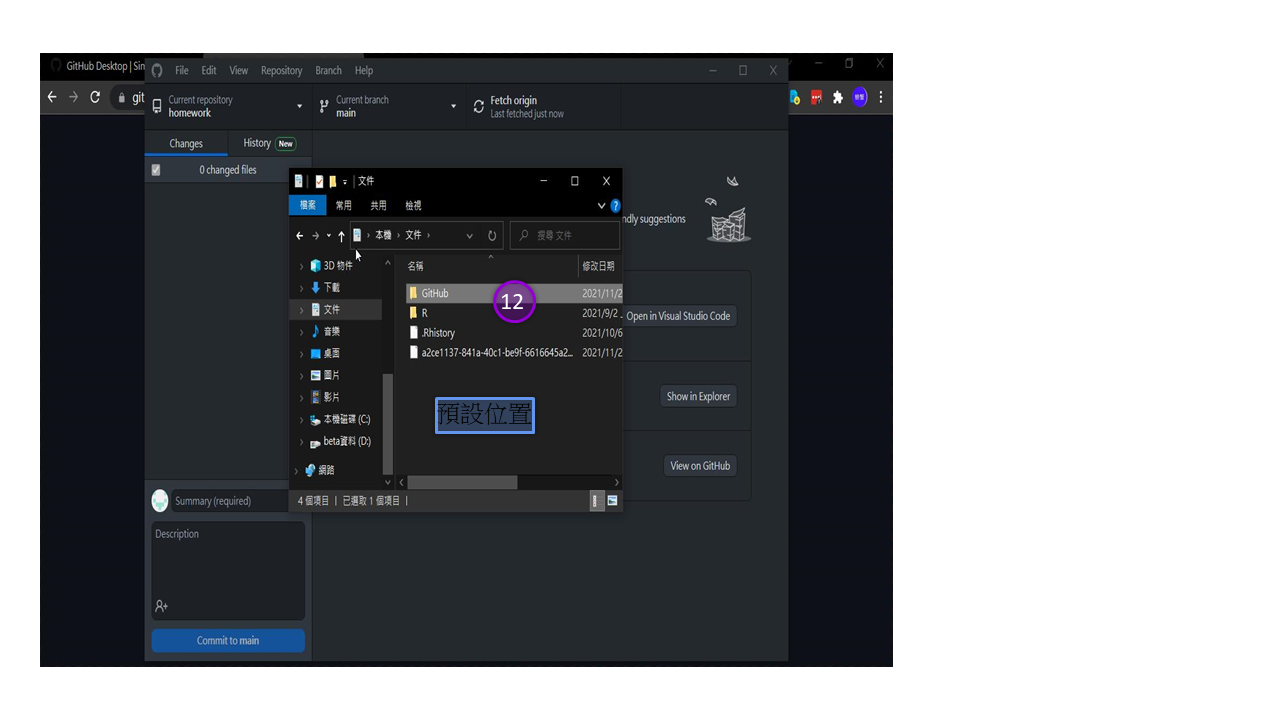 GitHub Desktop | Sin
File Edit View Repository Branch Help
git
Current repository
homework
Current branch
main
Fetch origin
Last fetched just now
Changes
History New
0 changed files
文件
檔案 常用 共用 檢視
ndly suggestions
本機 文件
搜尋 文件
3D 物件
下載
文件
音樂
桌面
圖片
影片
本機磁碟 (C:)
beta資料 (D:)
網路
名稱 修改日期
GitHub 2021/11/2
R 2021/9/2
.Rhistory 2021/10/6
a2ce1137-841a-40c1-be9f-6616645a2... 2021/11/2
12
預設位置
Open in Visual Studio Code
Show in Explorer
View on GitHub
4 個項目 已選取 1 個項目
Summary (required)
Description
Commit to main